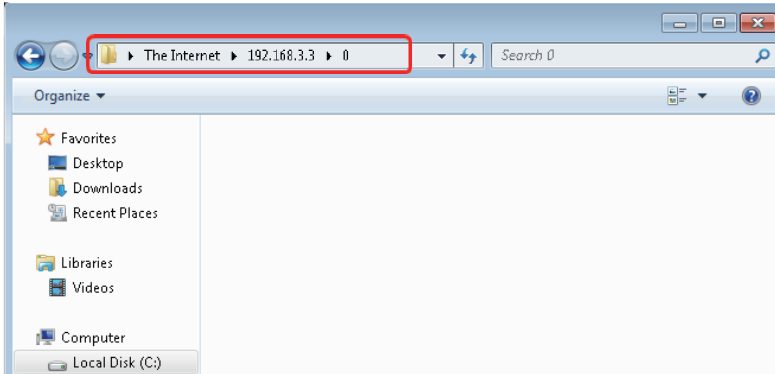 The Internet 192.168.3.3 0
Search 0
Organize
Favorites
Desktop
Downloads
Recent Places
Libraries
Videos
Computer
Local Disk (C:)